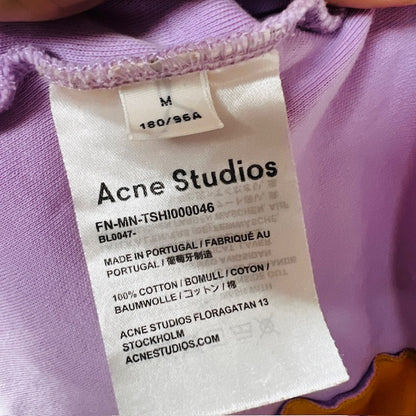 M
180/96A
Acne Studios
FN-MN-TSHI000046
BL0047-
MADE IN PORTUGAL / FABRIQUÉ AU
PORTUGAL / 葡萄牙制造
100% COTTON / BOMULL / COTON /
BAUMWOLLE / コットン / 棉
ACNE STUDIOS FLORAGATAN 13
STOCKHOLM
ACNESTUDIOS.COM